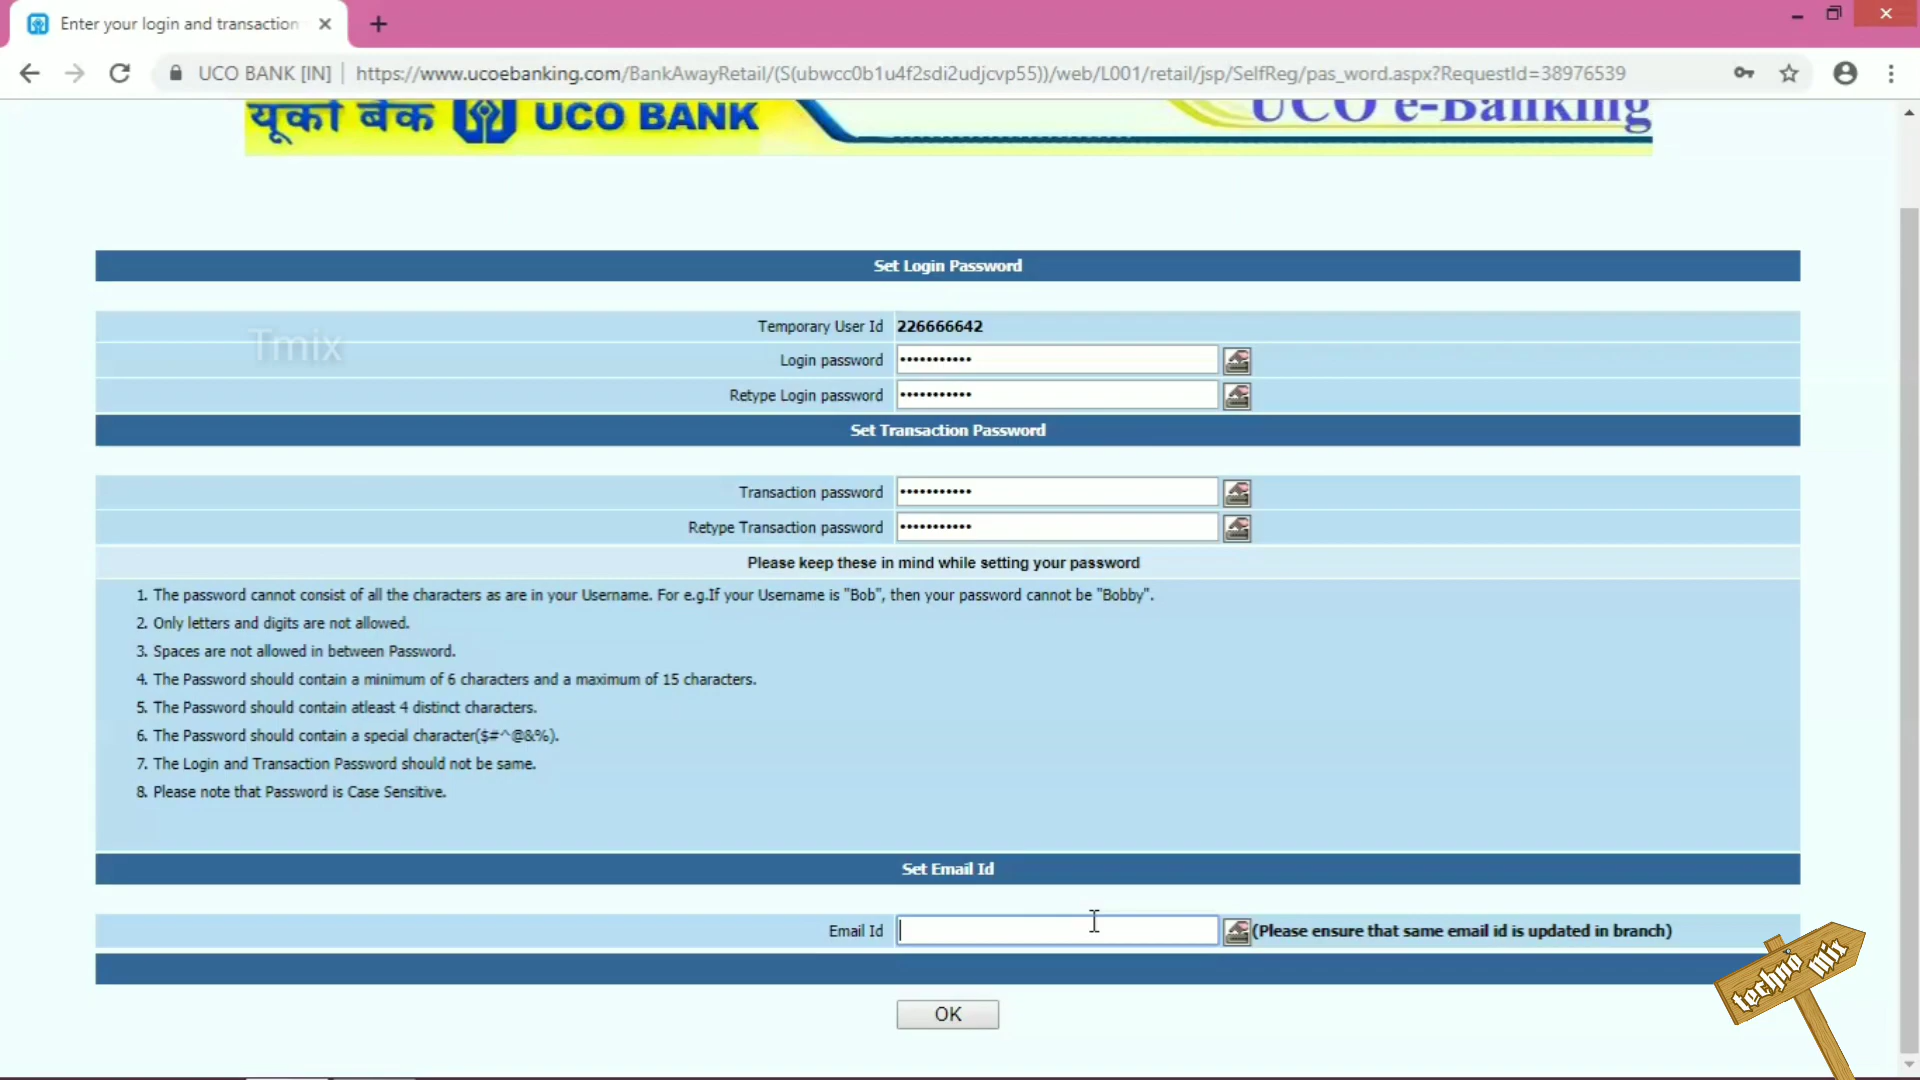 Enter your login and transaction
UCO BANK [IN] | https://www.ucoebanking.com/BankAwayRetail/(S(ubwcc0b1u4f2sdi2udjcvp55))/web/L001/retail/jsp/SelfReg/pas_word.aspx?RequestId=38976539
यूको बैंक UCO BANK UCO e-Banking
Set Login Password
Tmix
Temporary User Id 226666642
Login password •••••••••••
Retype Login password •••••••••••
Set Transaction Password
Transaction password •••••••••••
Retype Transaction password •••••••••••
Please keep these in mind while setting your password
1. The password cannot consist of all the characters as are in your Username. For e.g.If your Username is "Bob", then your password cannot be "Bobby".
2. Only letters and digits are not allowed.
3. Spaces are not allowed in between Password.
4. The Password should contain a minimum of 6 characters and a maximum of 15 characters.
5. The Password should contain atleast 4 distinct characters.
6. The Password should contain a special character($#^@&%).
7. The Login and Transaction Password should not be same.
8. Please note that Password is Case Sensitive.
Set Email Id
Email Id (Please ensure that same email id is updated in branch)
techno mix
OK